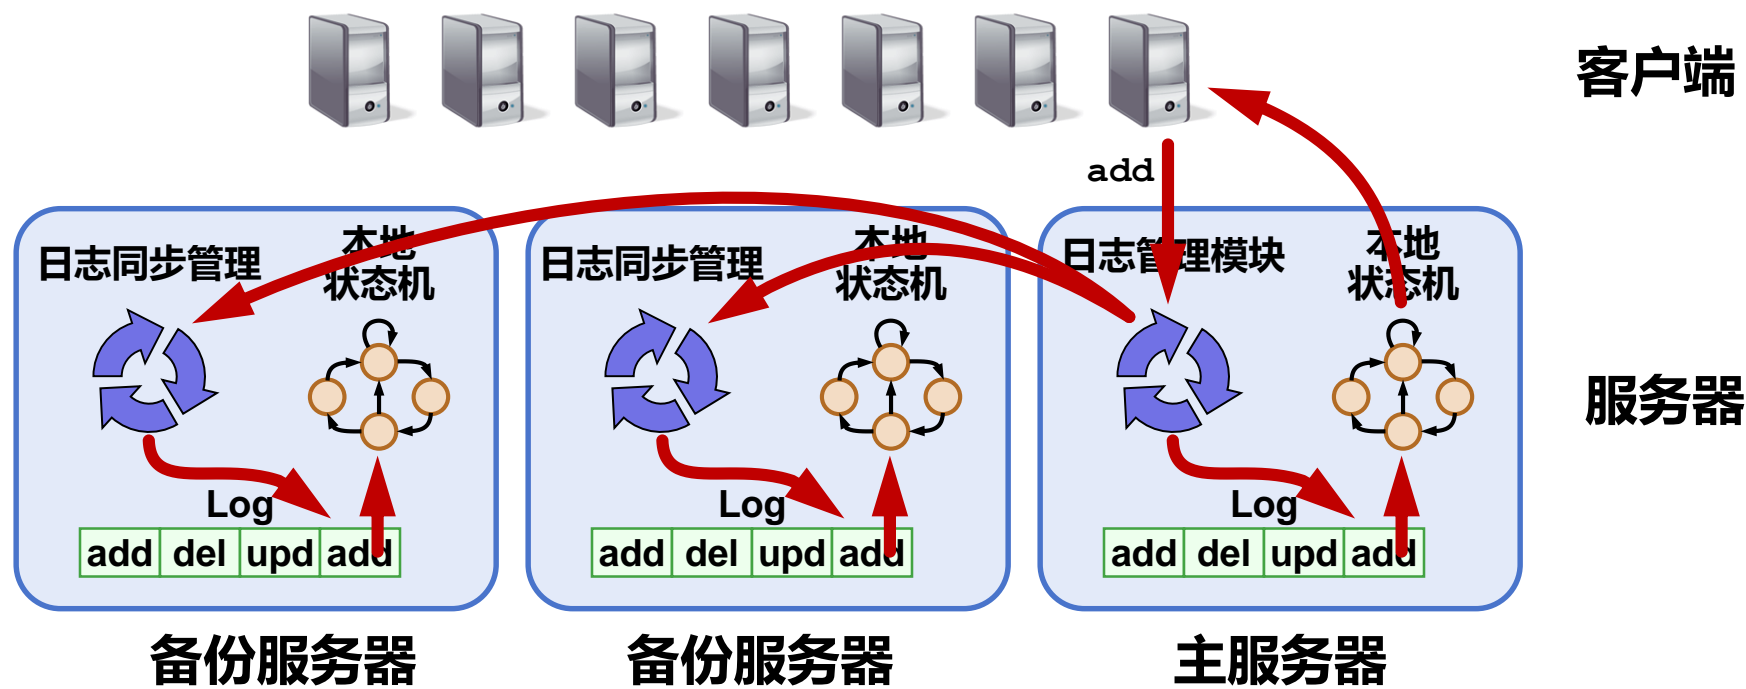 客户端
add
日志同步管理
本地
状态机
日志同步管理
本地
状态机
日志管理模块
本地
状态机
服务器
Log
add del upd add
Log
add del upd add
Log
add del upd add
备份服务器
备份服务器
主服务器